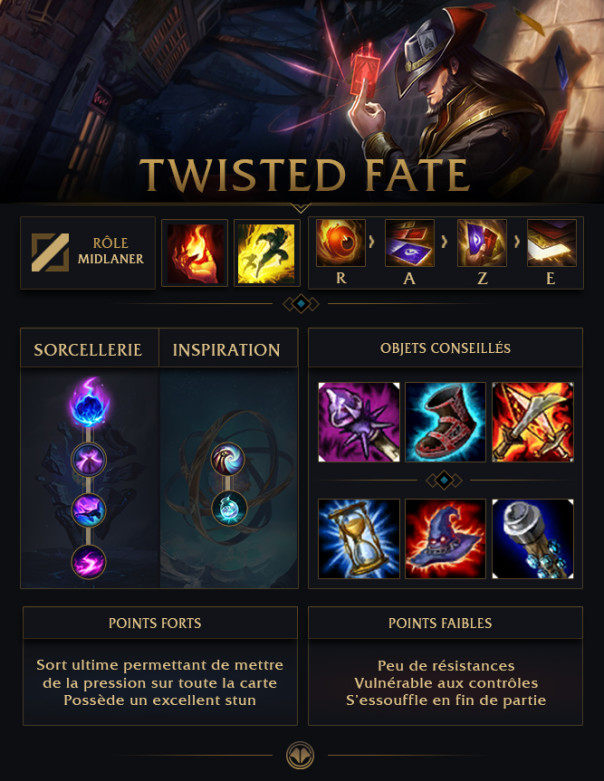 TWISTED FATE
RÔLE
MIDLANER
R
A
Z
E
SORCELLERIE
INSPIRATION
OBJETS CONSEILLÉS
POINTS FORTS
Sort ultime permettant de mettre
de la pression sur toute la carte
Possède un excellent stun
POINTS FAIBLES
Peu de résistances
Vulnérable aux contrôles
S'essouffle en fin de partie